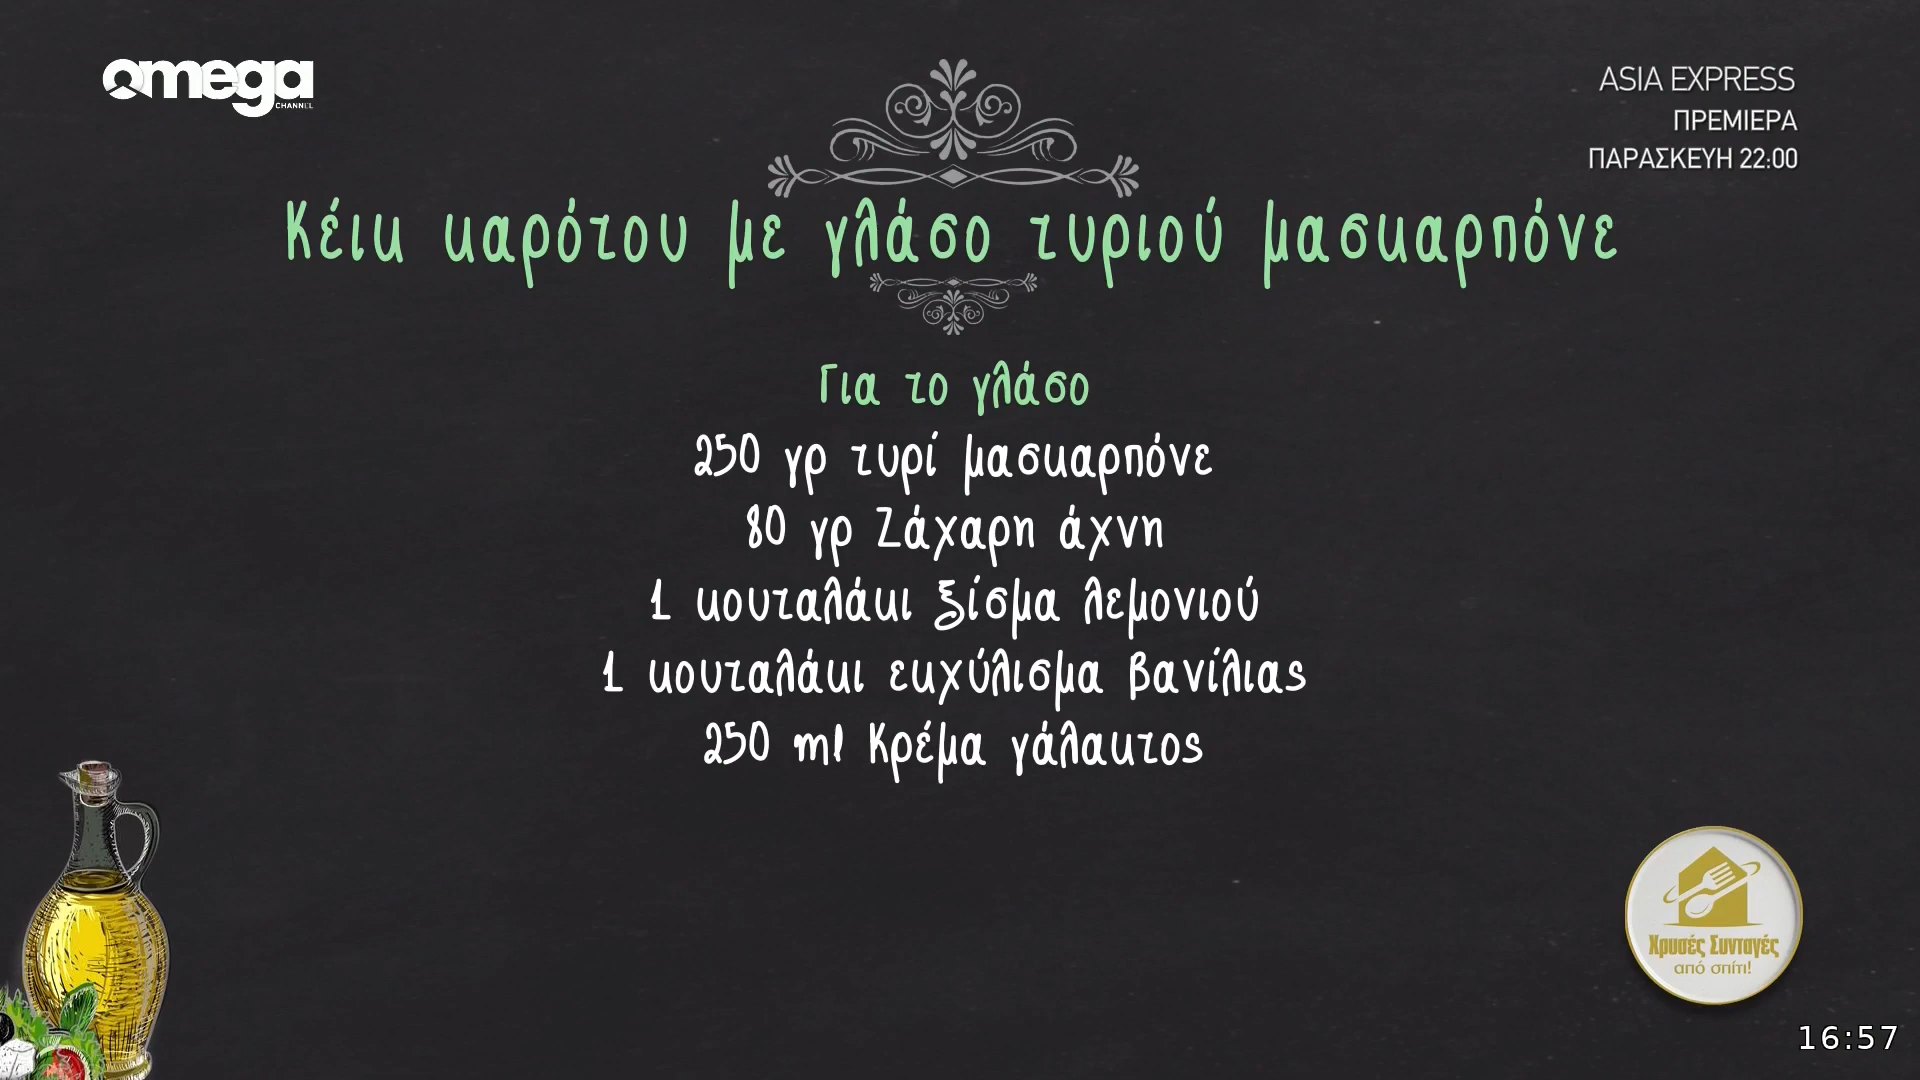 omega
CHANNEL
ASIA EXPRESS
ΠΡΕΜΙΕΡΑ
ΠΑΡΑΣΚΕΥΗ 22:00
Κέικ καρότου με γλάσο τυριού μασκαρπόνε
Για το γλάσο
250 γρ τυρί μασκαρπόνε
80 γρ Ζάχαρη άχνη
1 κουταλάκι ξίσμα λεμονιού
1 κουταλάκι εκχύλισμα βανίλιας
250 ml Κρέμα γάλακτος
Χρυσές Συνταγές
από σπίτι!
16:57